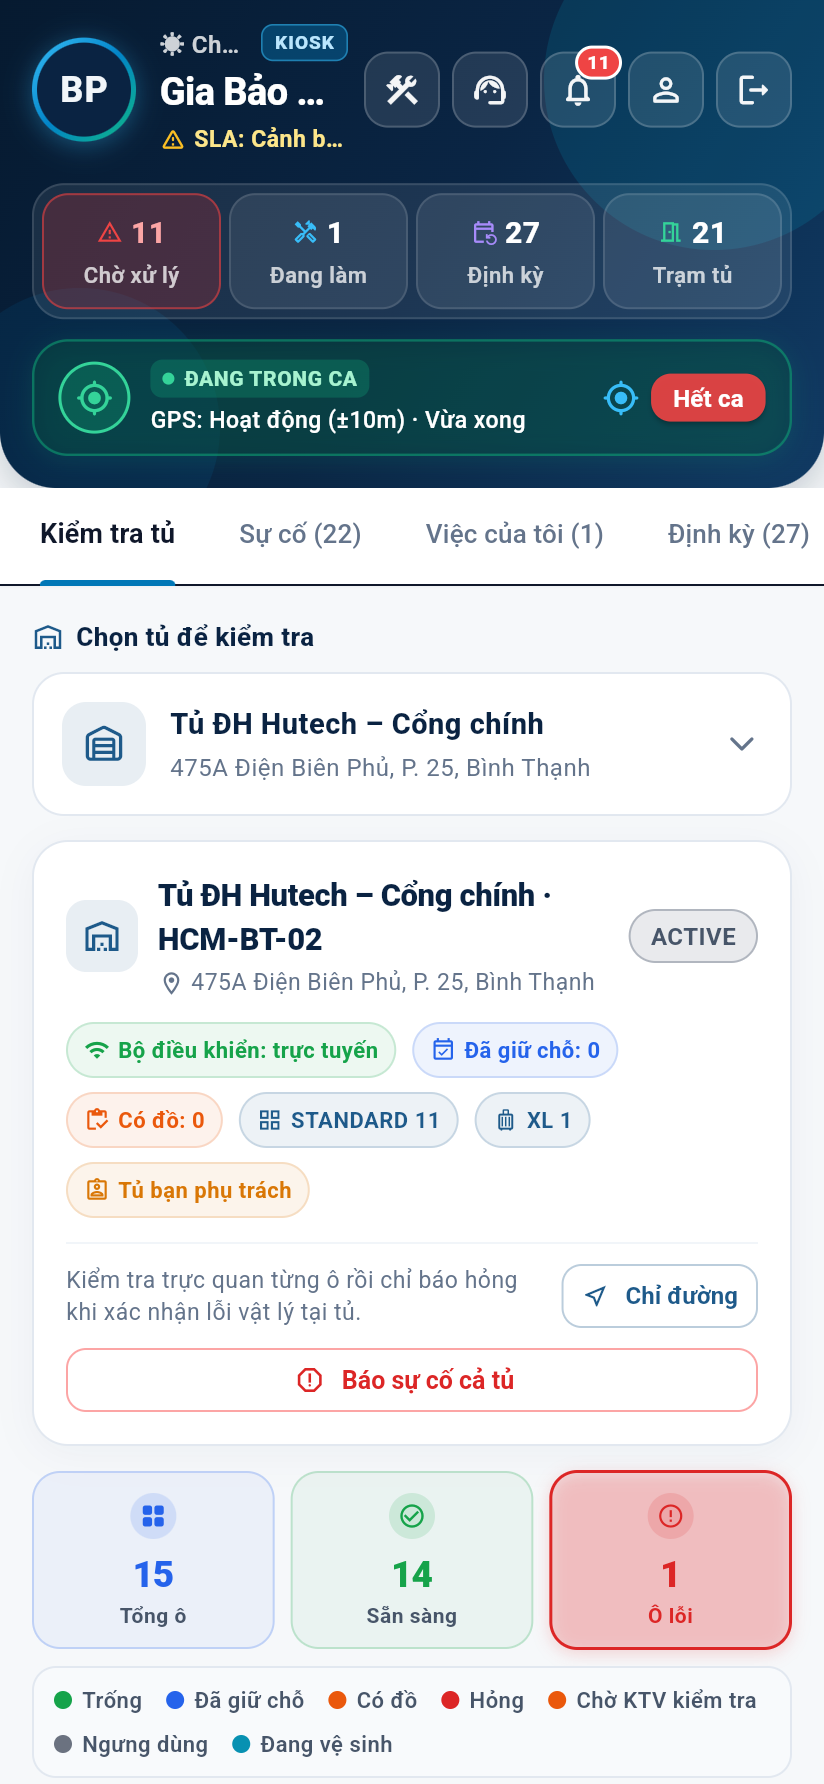 BP
Ch...
KIOSK
Gia Bảo ...
SLA: Cảnh b...
11
11
Chờ xử lý
1
Đang làm
27
Định kỳ
21
Trạm tủ
ĐANG TRONG CA
GPS: Hoạt động (±10m) · Vừa xong
Hết ca
Kiểm tra tủ
Sự cố (22)
Việc của tôi (1)
Định kỳ (27)
Chọn tủ để kiểm tra
Tủ ĐH Hutech – Cổng chính
475A Điện Biên Phủ, P. 25, Bình Thạnh
Tủ ĐH Hutech – Cổng chính ·
HCM-BT-02
475A Điện Biên Phủ, P. 25, Bình Thạnh
ACTIVE
Bộ điều khiển: trực tuyến
Đã giữ chỗ: 0
Có đồ: 0
STANDARD 11
XL 1
Tủ bạn phụ trách
Kiểm tra trực quan từng ô rồi chỉ báo hỏng
khi xác nhận lỗi vật lý tại tủ.
Chỉ đường
Báo sự cố cả tủ
15
Tổng ô
14
Sẵn sàng
1
Ô lỗi
Trống
Đã giữ chỗ
Có đồ
Hỏng
Chờ KTV kiểm tra
Ngưng dùng
Đang vệ sinh